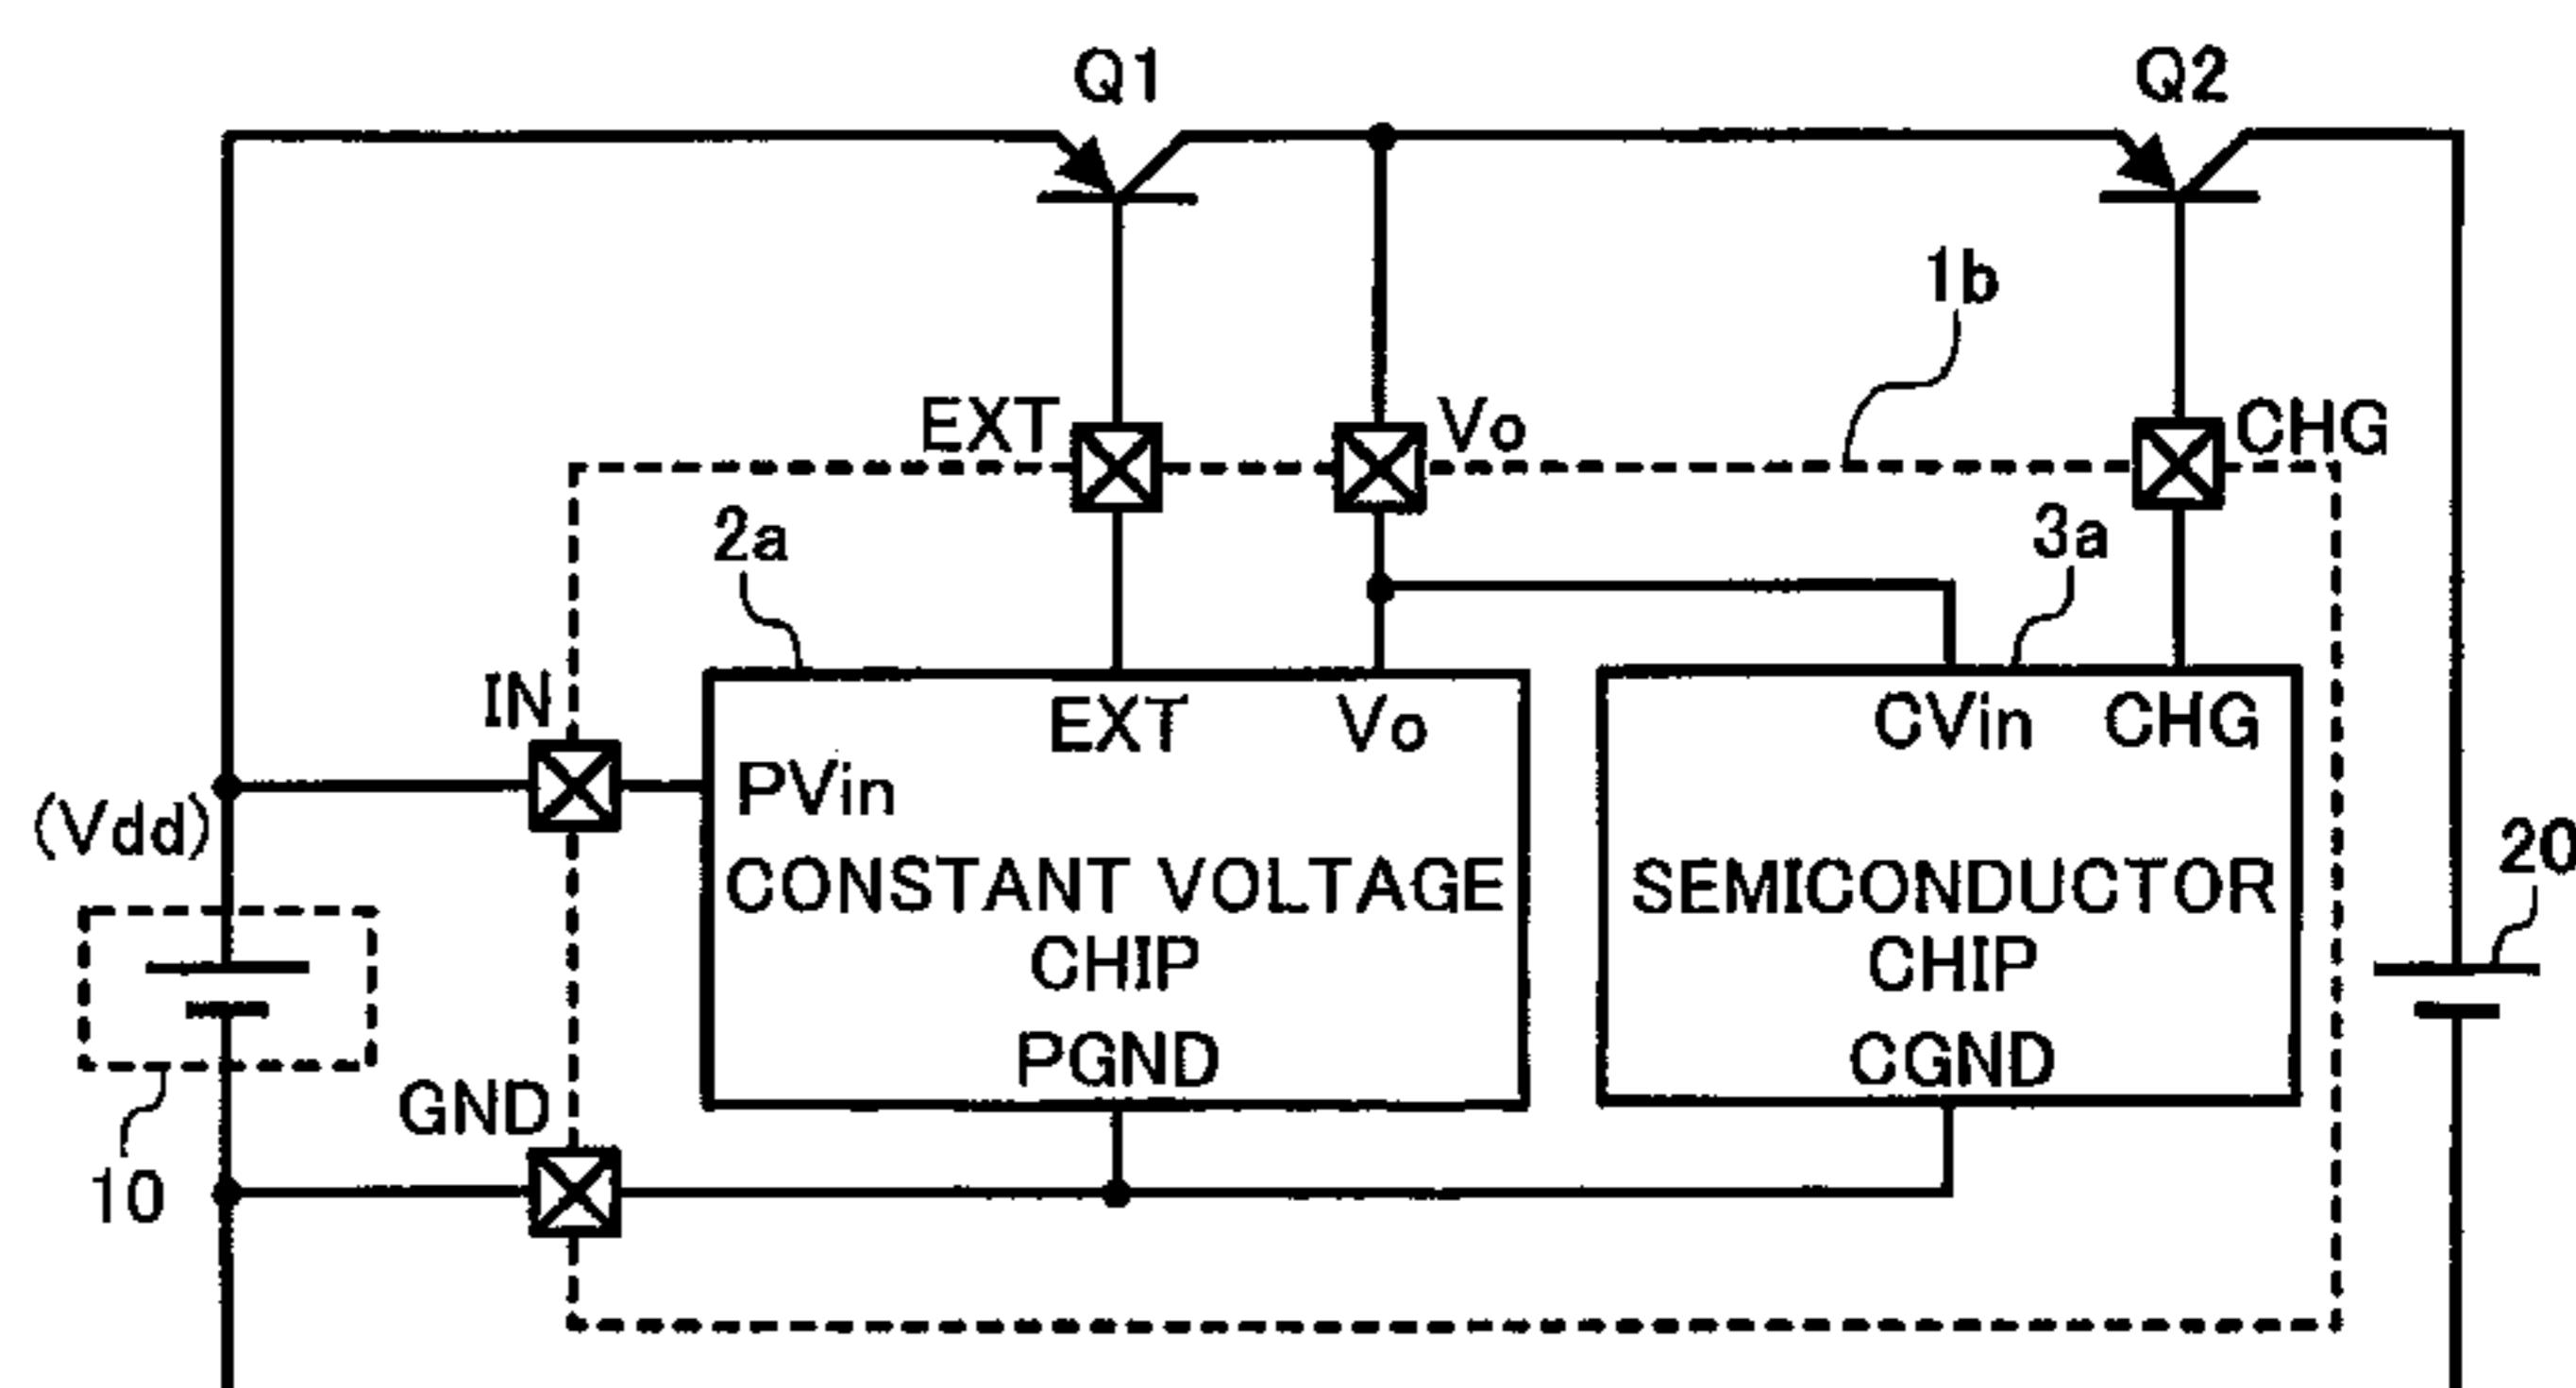 Q1
Q2
1b
EXT
Vo
CHG
2a
3a
IN
EXT
Vo
CVin
CHG
PVin
(Vdd)
CONSTANT VOLTAGE
CHIP
PGND
SEMICONDUCTOR
CHIP
CGND
20
GND
10